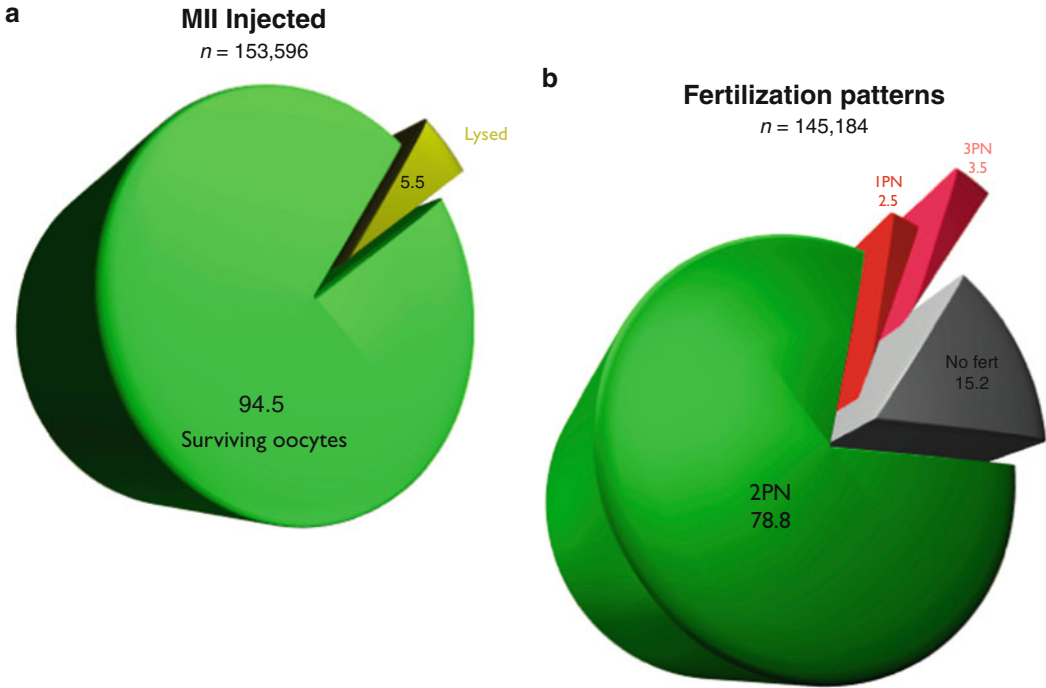 a
MII Injected
n = 153,596
Lysed
5.5
94.5
Surviving oocytes
b
Fertilization patterns
n = 145,184
3PN
3.5
1PN
2.5
No fert
15.2
2PN
78.8